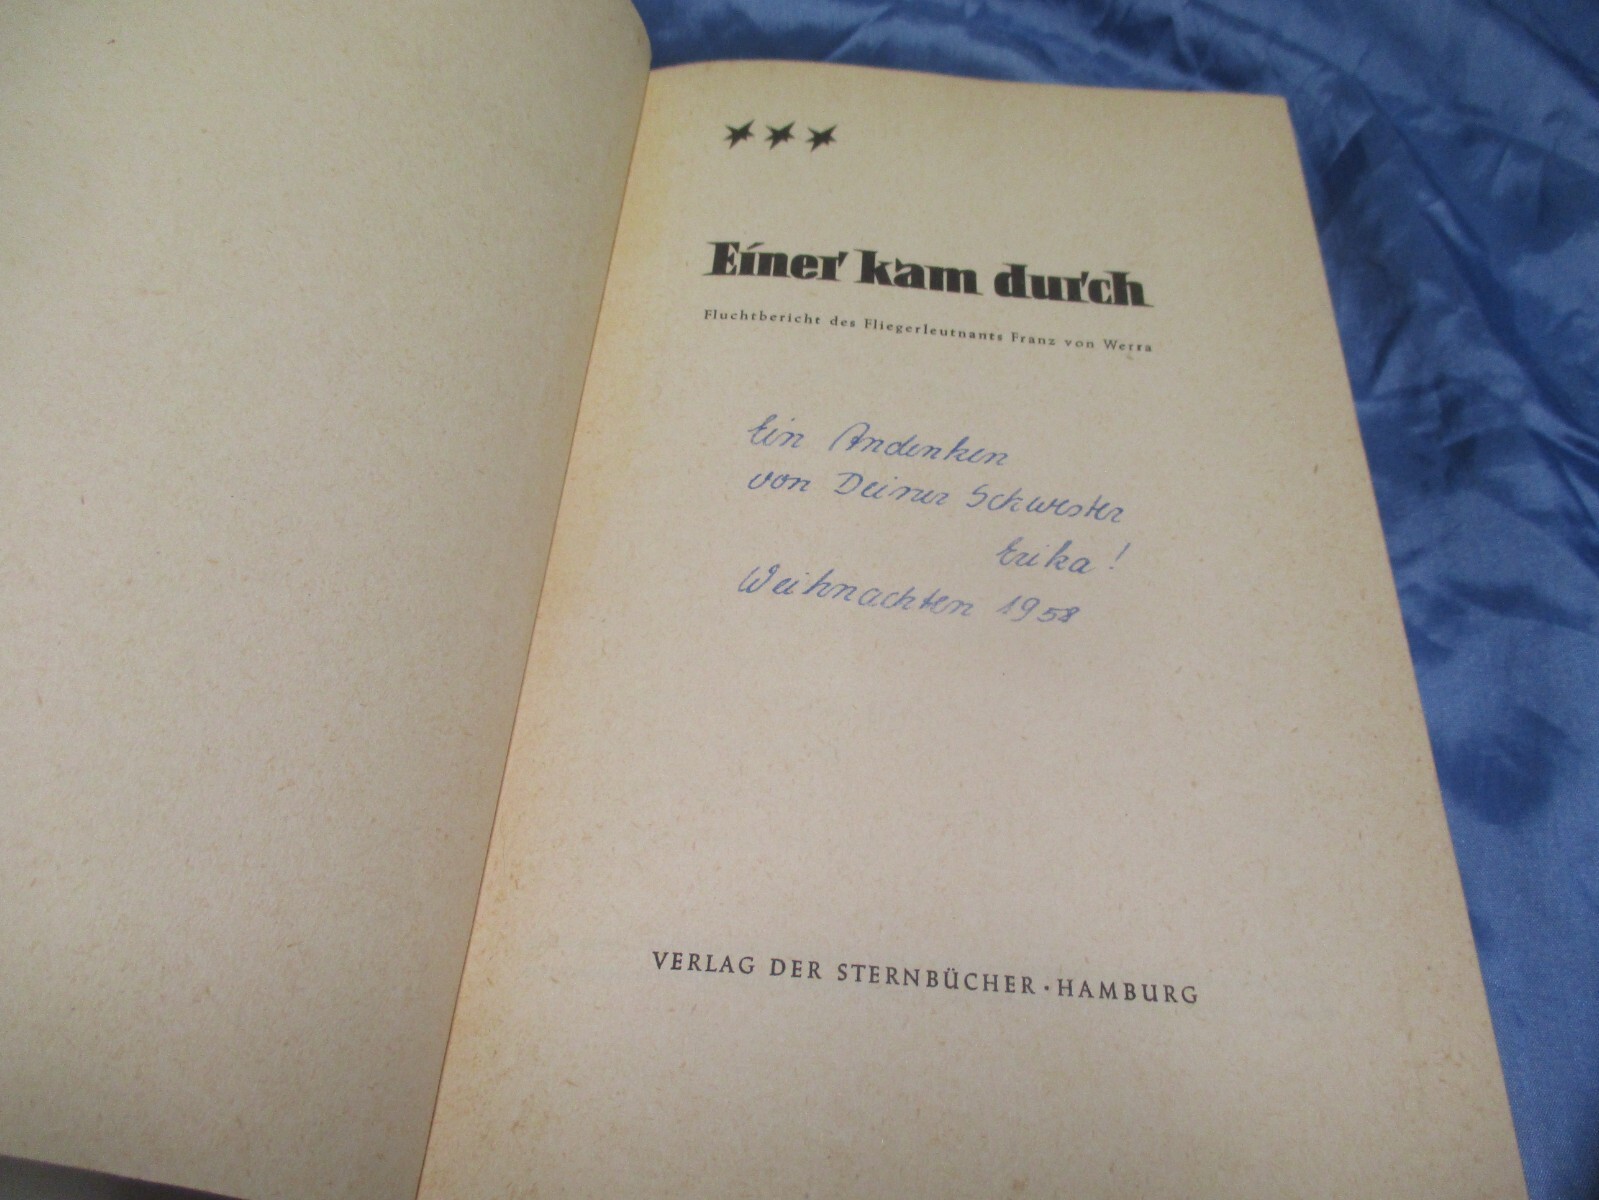 Einer kam durch
Fluchtbericht des Fliegerleutnants Franz von Werra
Ein Andenken
von Deiner Schwester
Erika!
Weihnachten 1958
VERLAG DER STERNBÜCHER · HAMBURG